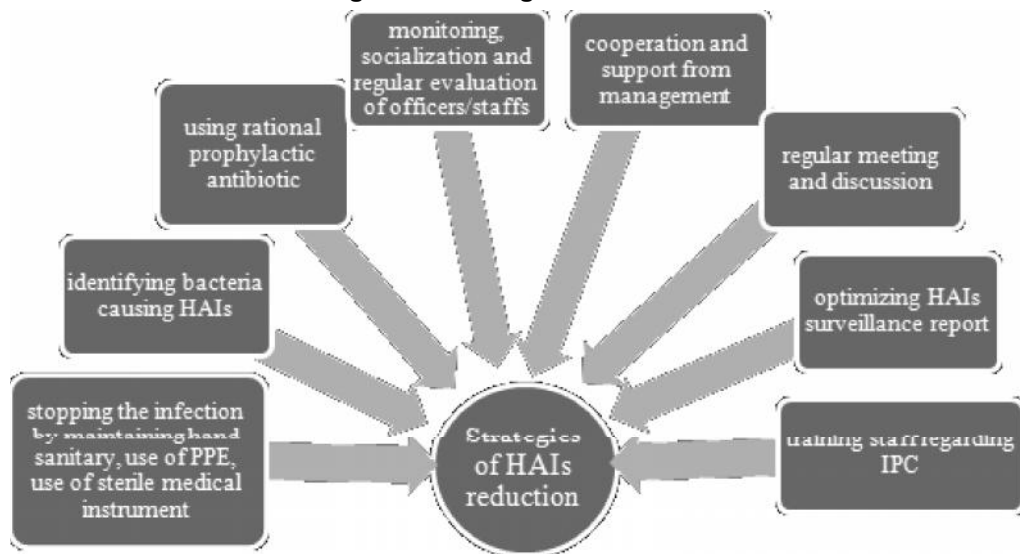 monitoring,
socialization and
regular evaluation
of officers/staffs
cooperation and
support from
management
using rational
prophylactic
antibiotic
regular meeting
and discussion
identifying bacteria
causing HAIs
optimizing HAIs
surveillance report
stopping the infection
by maintaining hand
sanitary, use of PPE,
use of sterile medical
instrument
Strategies
of HAIs
reduction
training staff regarding
IPC